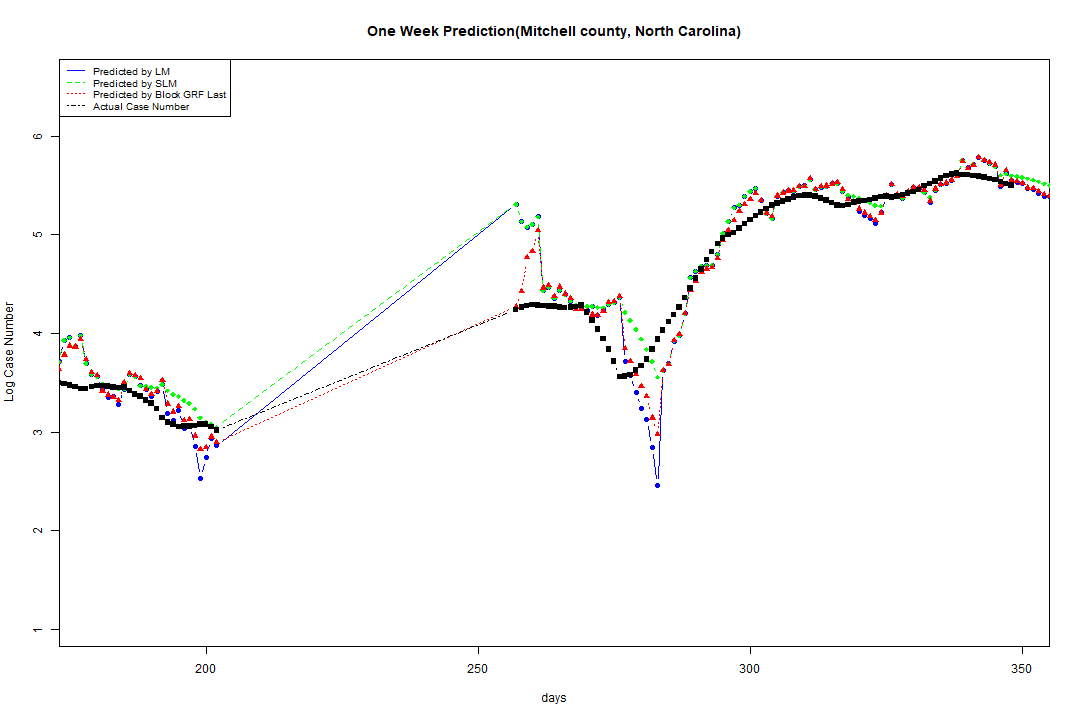 One Week Prediction(Mitchell county, North Carolina)
Predicted by LM
Predicted by SLM
Predicted by Block GRF Last
Actual Case Number
6
5
4
3
2
1
Log Case Number
200
250
300
350
days